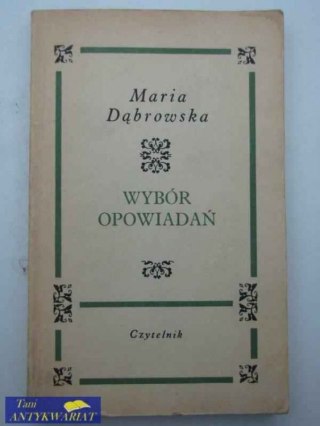 Maria
Dąbrowska
WYBÓR
OPOWIADAŃ
Czytelnik
Tani
ANTYKWARIAT